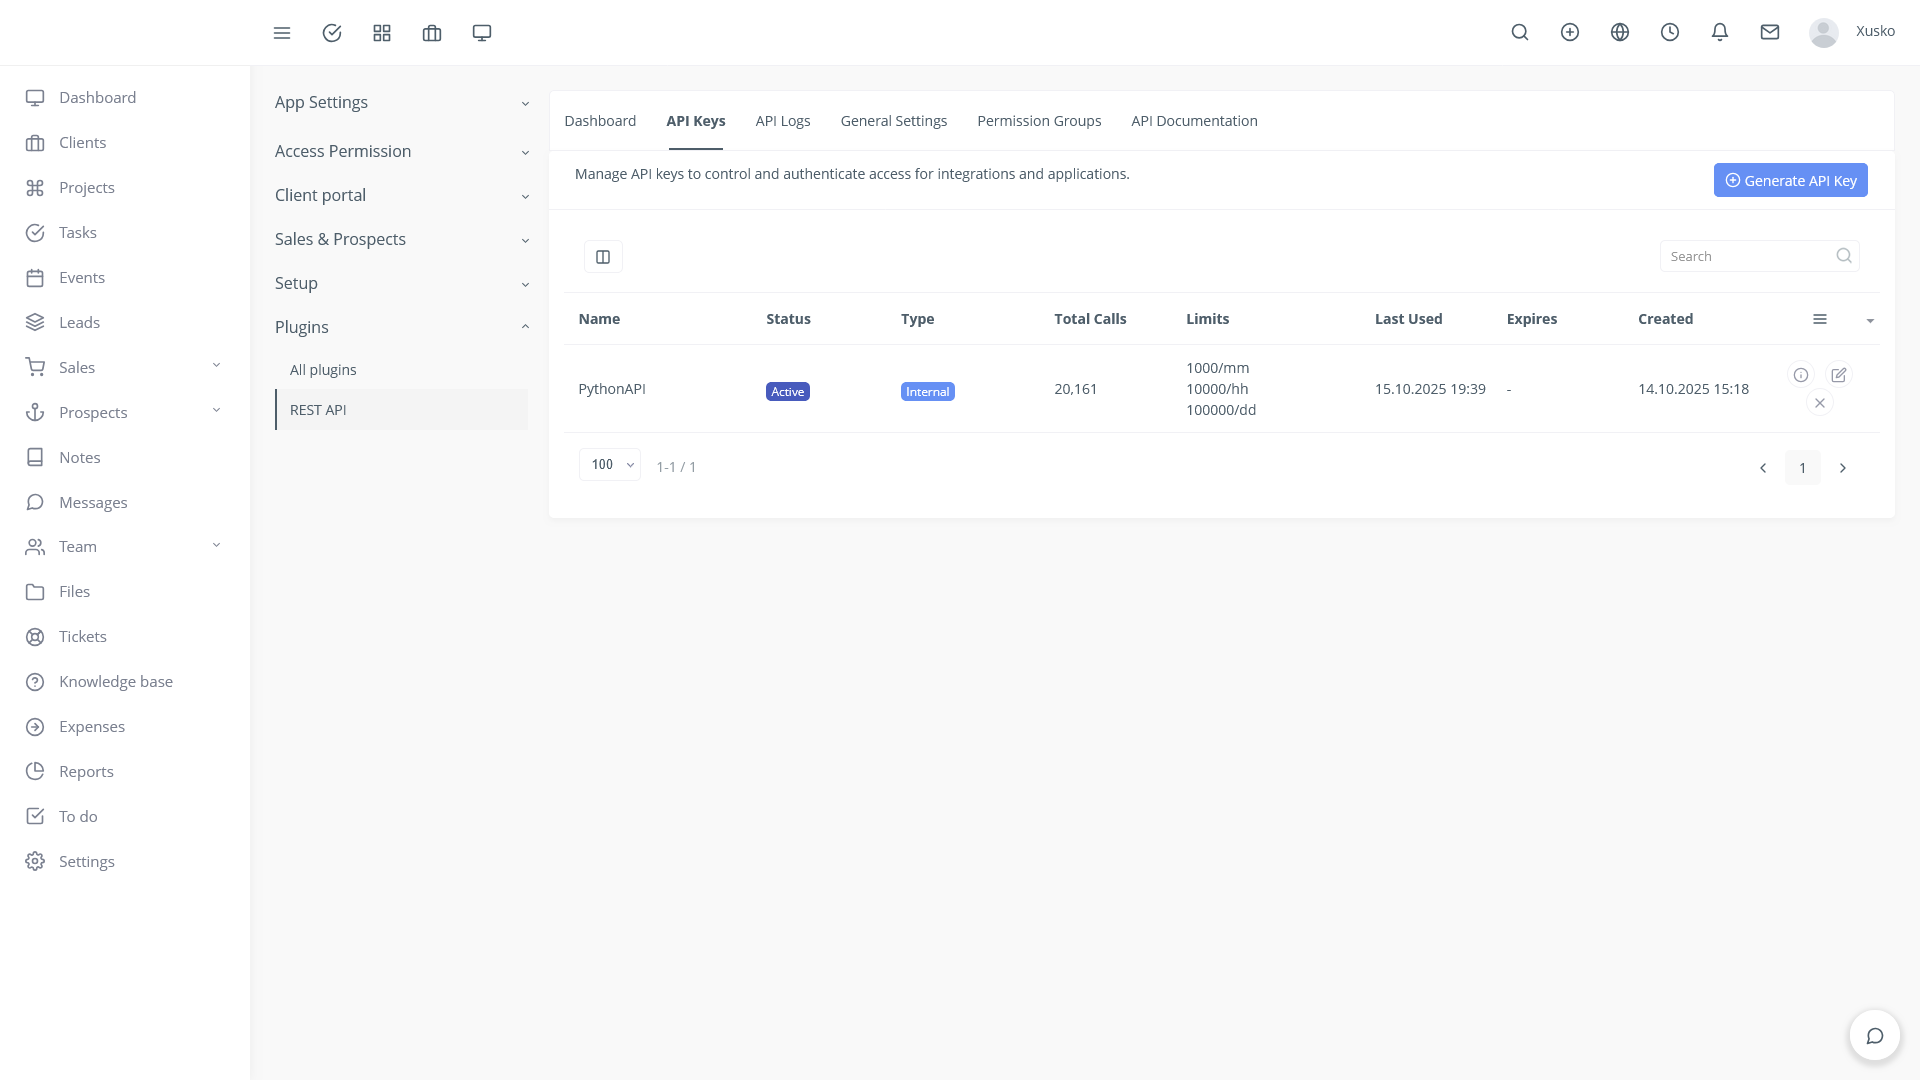 Xusko
Dashboard
Clients
Projects
Tasks
Events
Leads
Sales
Prospects
Notes
Messages
Team
Files
Tickets
Knowledge base
Expenses
Reports
To do
Settings
App Settings
Access Permission
Client portal
Sales & Prospects
Setup
Plugins
All plugins
REST API
Dashboard API Keys API Logs General Settings Permission Groups API Documentation
Manage API keys to control and authenticate access for integrations and applications.
Generate API Key
Search
Name Status Type Total Calls Limits Last Used Expires Created
PythonAPI Active Internal 20,161 1000/mm
10000/hh
100000/dd
15.10.2025 19:39 - 14.10.2025 15:18
100 1-1 / 1
1